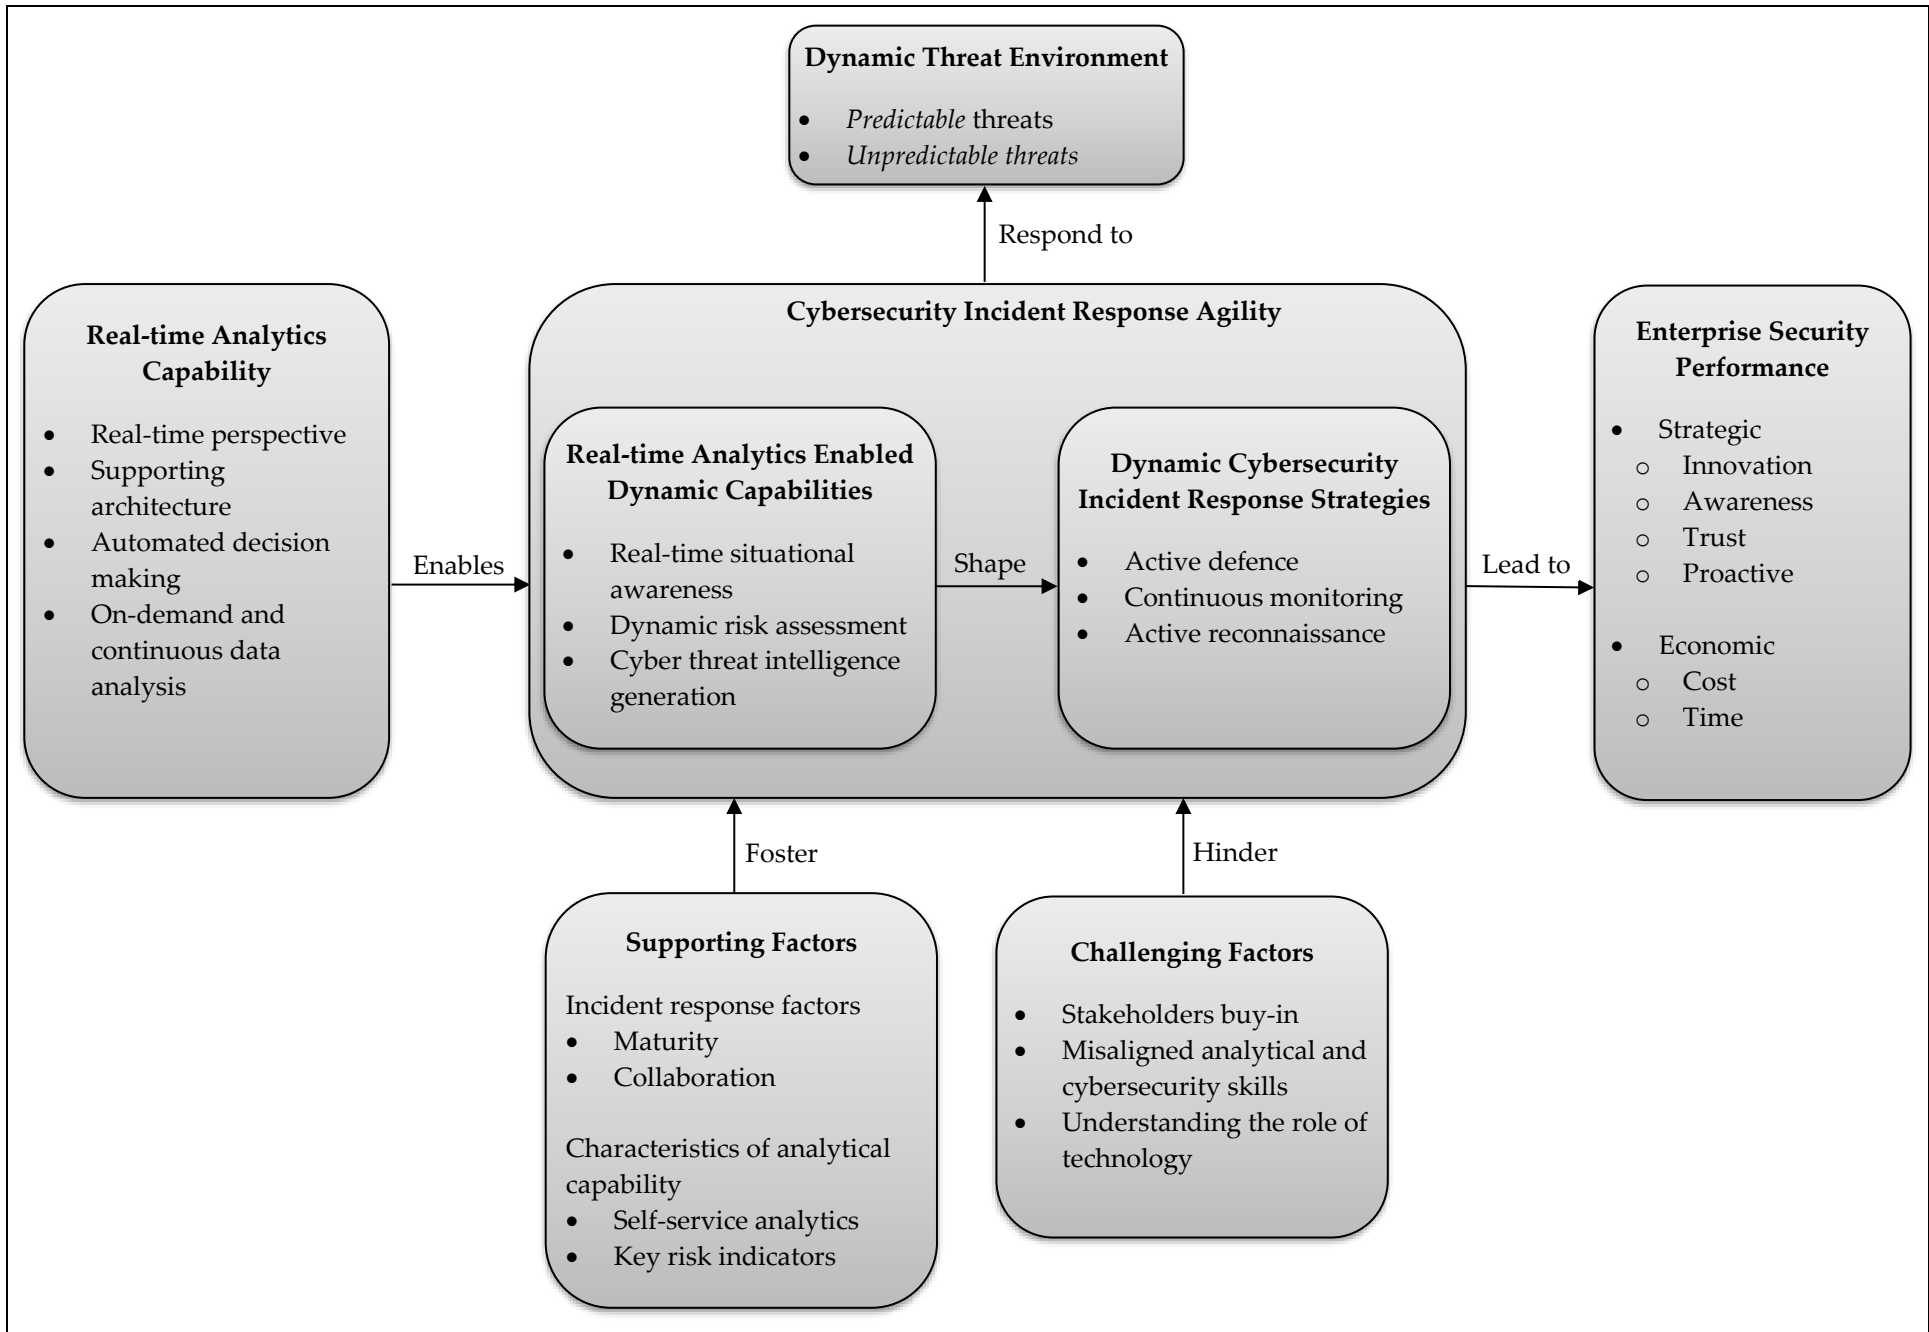 Dynamic Threat Environment
• Predictable threats
• Unpredictable threats
Respond to
Real-time Analytics
Capability
• Real-time perspective
• Supporting
architecture
• Automated decision
making
• On-demand and
continuous data
analysis
Enables
Cybersecurity Incident Response Agility
Real-time Analytics Enabled
Dynamic Capabilities
• Real-time situational
awareness
• Dynamic risk assessment
• Cyber threat intelligence
generation
Shape
Dynamic Cybersecurity
Incident Response Strategies
• Active defence
• Continuous monitoring
• Active reconnaissance
Lead to
Enterprise Security
Performance
• Strategic
o Innovation
o Awareness
o Trust
o Proactive
• Economic
o Cost
o Time
Foster
Hinder
Supporting Factors
Incident response factors
• Maturity
• Collaboration
Characteristics of analytical
capability
• Self-service analytics
• Key risk indicators
Challenging Factors
• Stakeholders buy-in
• Misaligned analytical and
cybersecurity skills
• Understanding the role of
technology